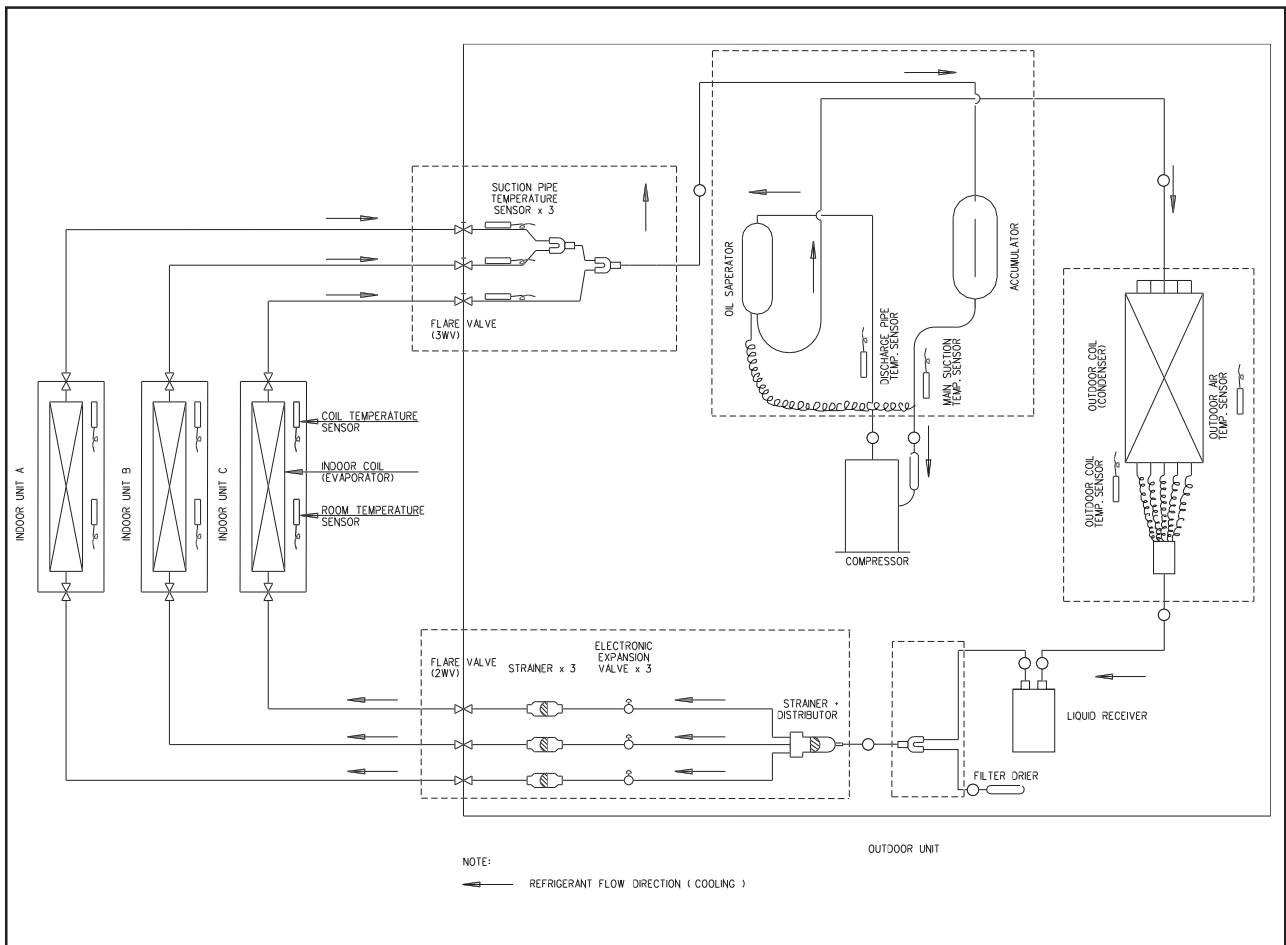 SUCTION PIPE
TEMPERATURE
SENSOR x 3
FLARE VALVE
(3WV)
OIL SAPERATOR
ACCUMULATOR
DISCHARGE PIPE
TEMP. SENSOR
MAIN SUCTION
TEMP. SENSOR
COMPRESSOR
OUTDOOR COIL
(CONDENSER)
OUTDOOR AIR
TEMP. SENSOR
OUTDOOR COIL
TEMP. SENSOR
INDOOR UNIT A
INDOOR UNIT B
INDOOR UNIT C
COIL TEMPERATURE
SENSOR
INDOOR COIL
(EVAPORATOR)
ROOM TEMPERATURE
SENSOR
FLARE VALVE
(2WV)
STRAINER x 3
ELECTRONIC
EXPANSION
VALVE x 3
STRAINER +
DISTRIBUTOR
LIQUID RECEIVER
FILTER DRIER
OUTDOOR UNIT
NOTE:
REFRIGERANT FLOW DIRECTION ( COOLING )